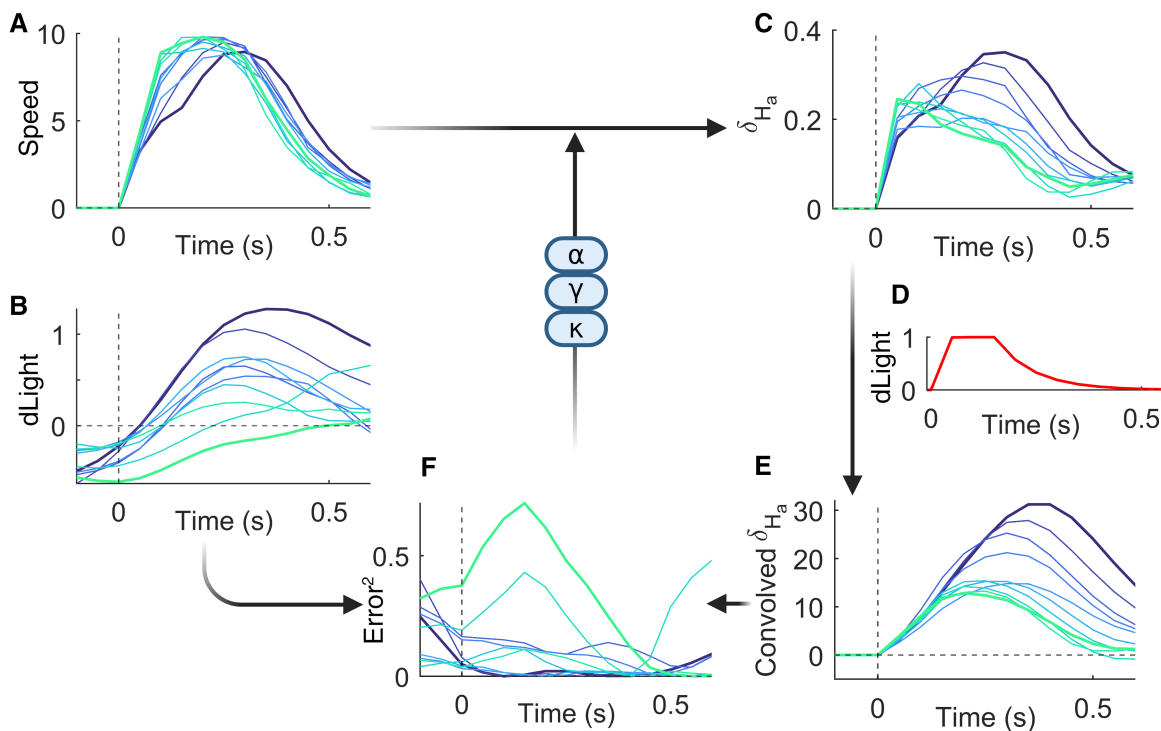 A
10
5
0
Speed
0
0.5
Time (s)
C
0.4
0.2
0
δHa
0
0.5
Time (s)
α
γ
κ
B
1
0
dLight
0
0.5
Time (s)
D
1
0
dLight
0
0.5
Time (s)
F
0.5
0
Error²
0
0.5
Time (s)
E
30
20
10
0
Convolved δHa
0
0.5
Time (s)